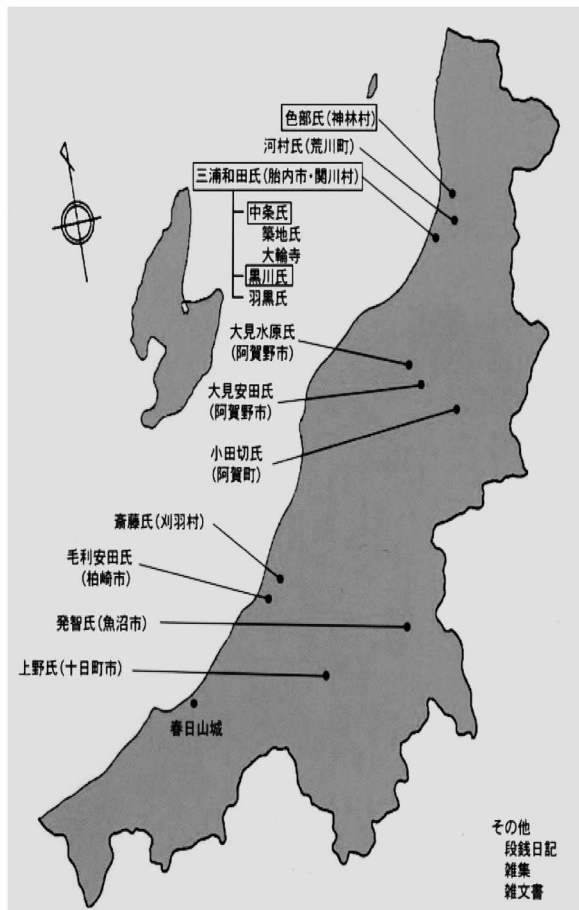 色部氏(神林村)
河村氏(荒川町)
三浦和田氏(胎内市・関川村)
中条氏
築地氏
大輪寺
黒川氏
羽黒氏
大見水原氏
(阿賀野市)
大見安田氏
(阿賀野市)
小田切氏
(阿賀町)
斎藤氏(刈羽村)
毛利安田氏
(柏崎市)
発智氏(魚沼市)
上野氏(十日町市)
春日山城
その他
段銭日記
雑集
雑文書